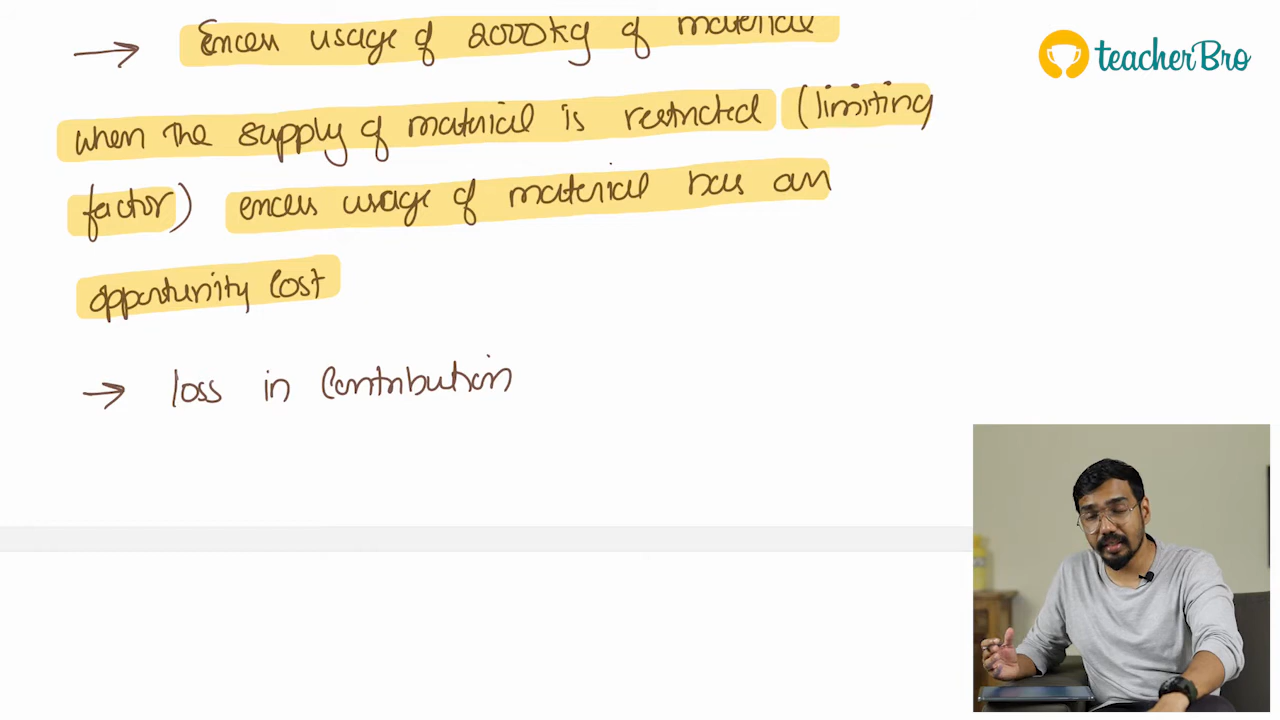 → Excess usage of 2000kg of material
teacherBro
when the supply of material is restricted (limiting
factor) excess usage of material has an
opportunity cost
→ loss in contribution